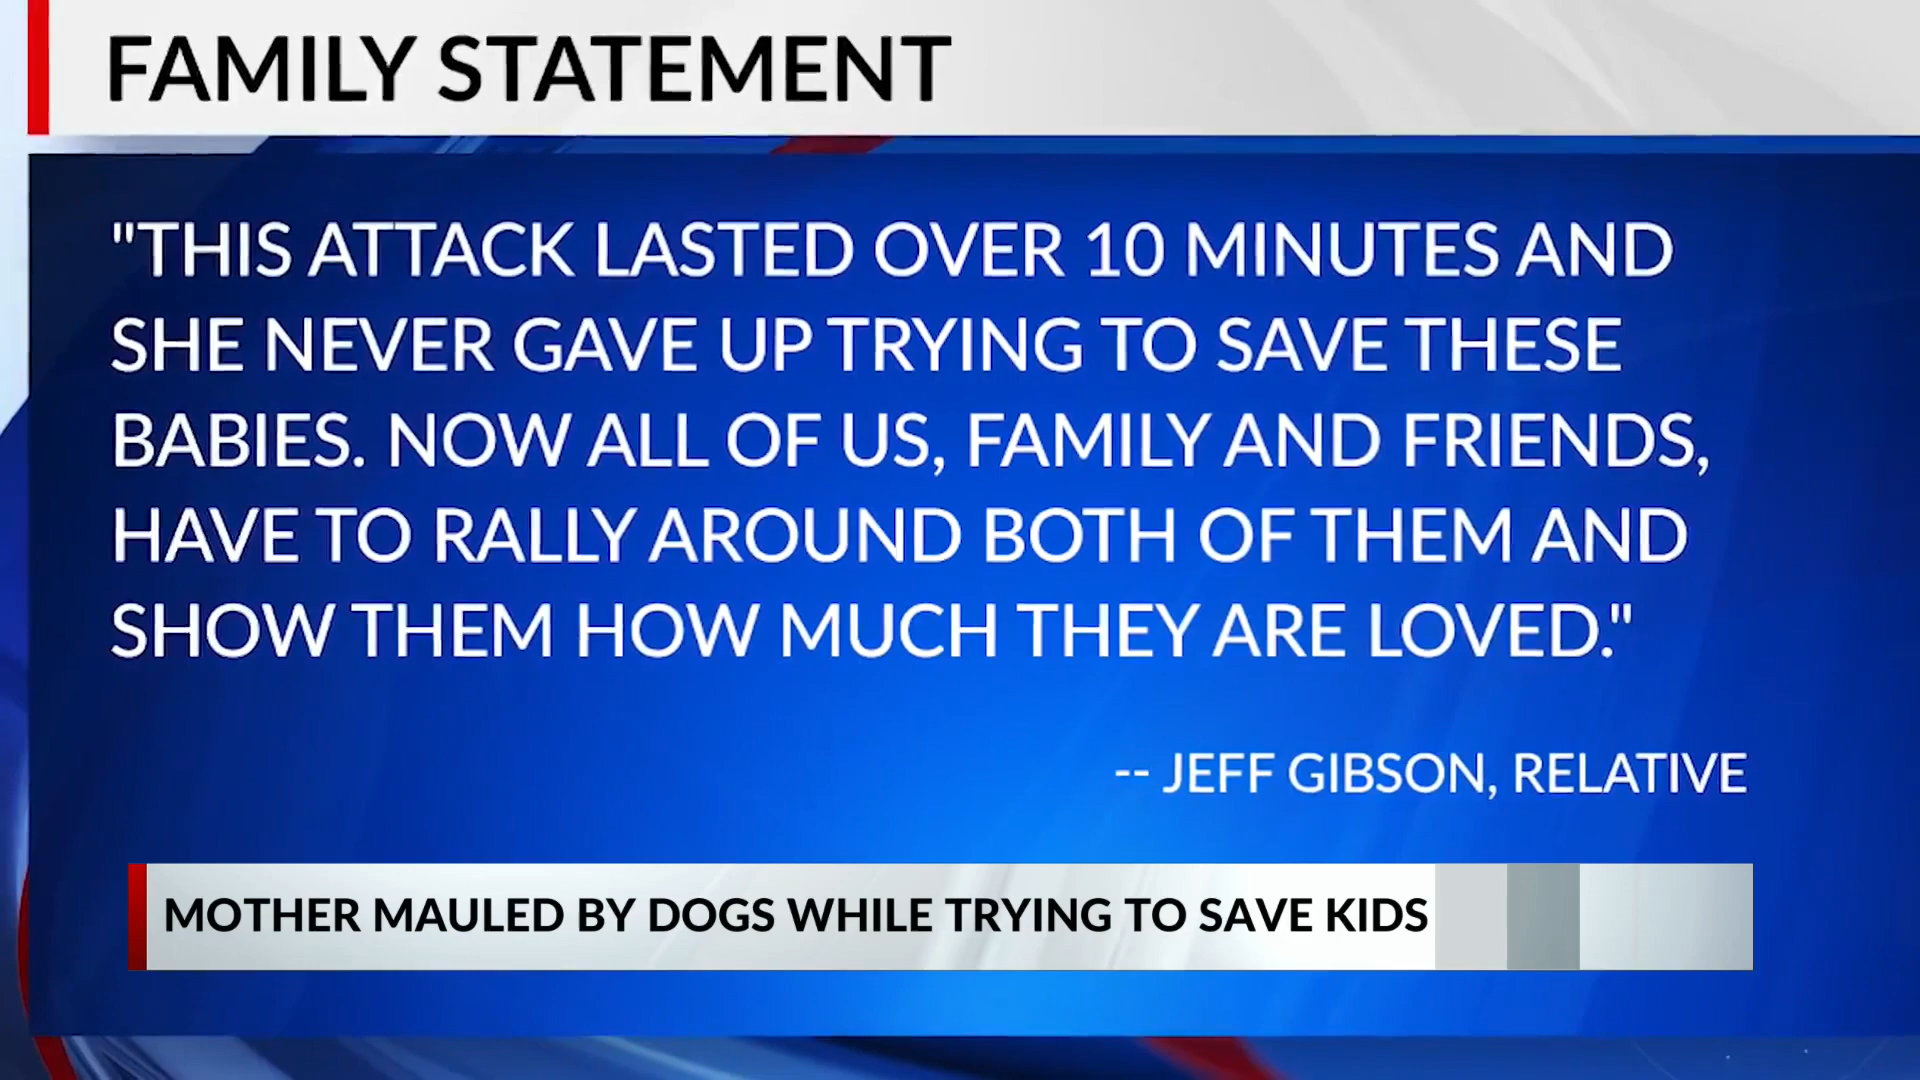 FAMILY STATEMENT
"THIS ATTACK LASTED OVER 10 MINUTES AND
SHE NEVER GAVE UP TRYING TO SAVE THESE
BABIES. NOW ALL OF US, FAMILY AND FRIENDS,
HAVE TO RALLY AROUND BOTH OF THEM AND
SHOW THEM HOW MUCH THEY ARE LOVED."
-- JEFF GIBSON, RELATIVE
MOTHER MAULED BY DOGS WHILE TRYING TO SAVE KIDS